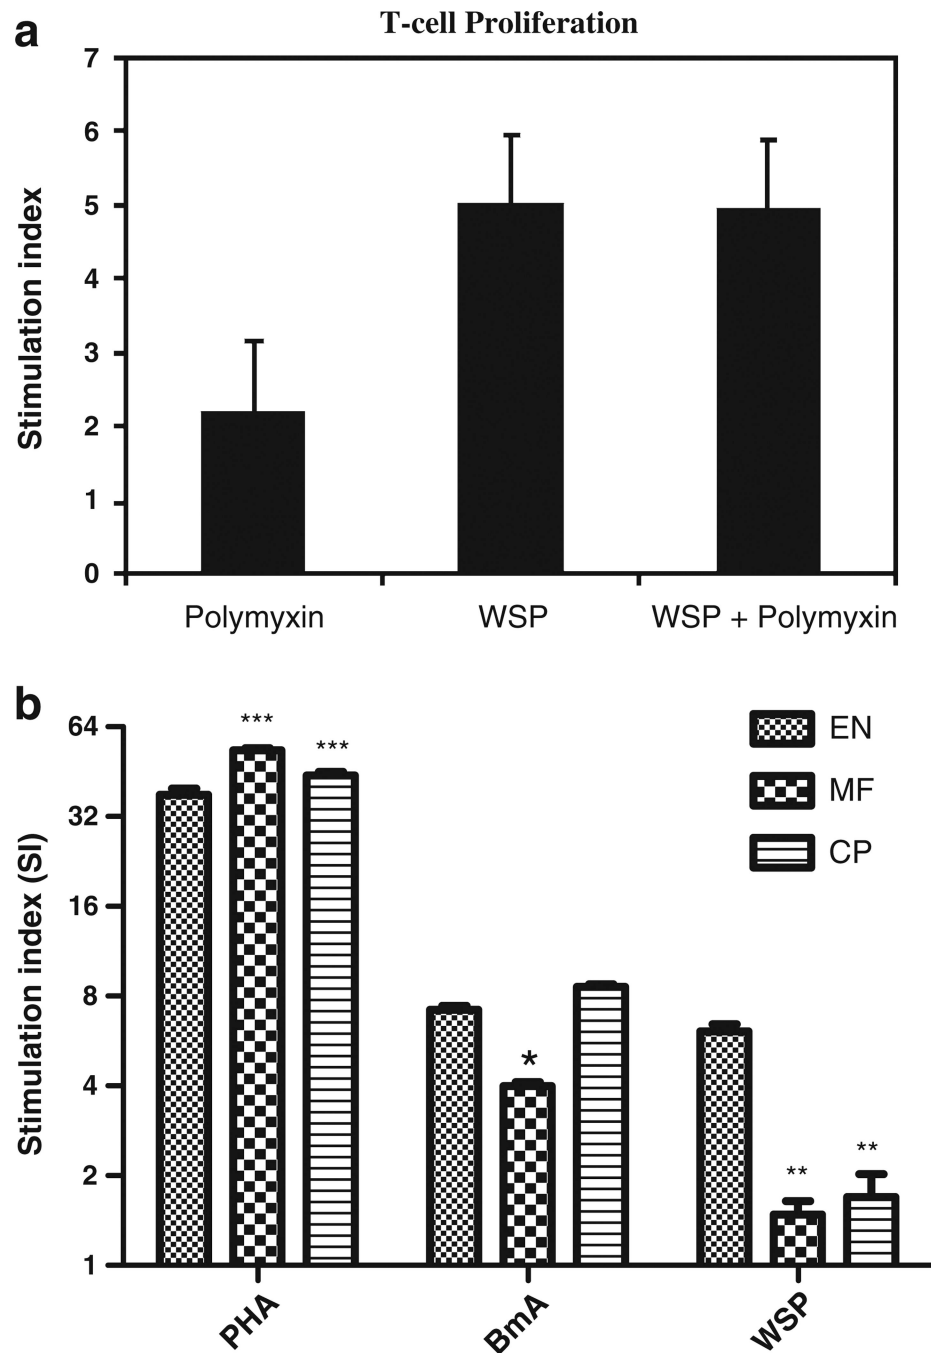 a
T-cell Proliferation
Stimulation index
7
6
5
4
3
2
1
0
Polymyxin WSP WSP + Polymyxin
b
Stimulation index (SI)
64
32
16
8
4
2
1
***
***
*
**
**
EN
MF
CP
PHA BmA WSP